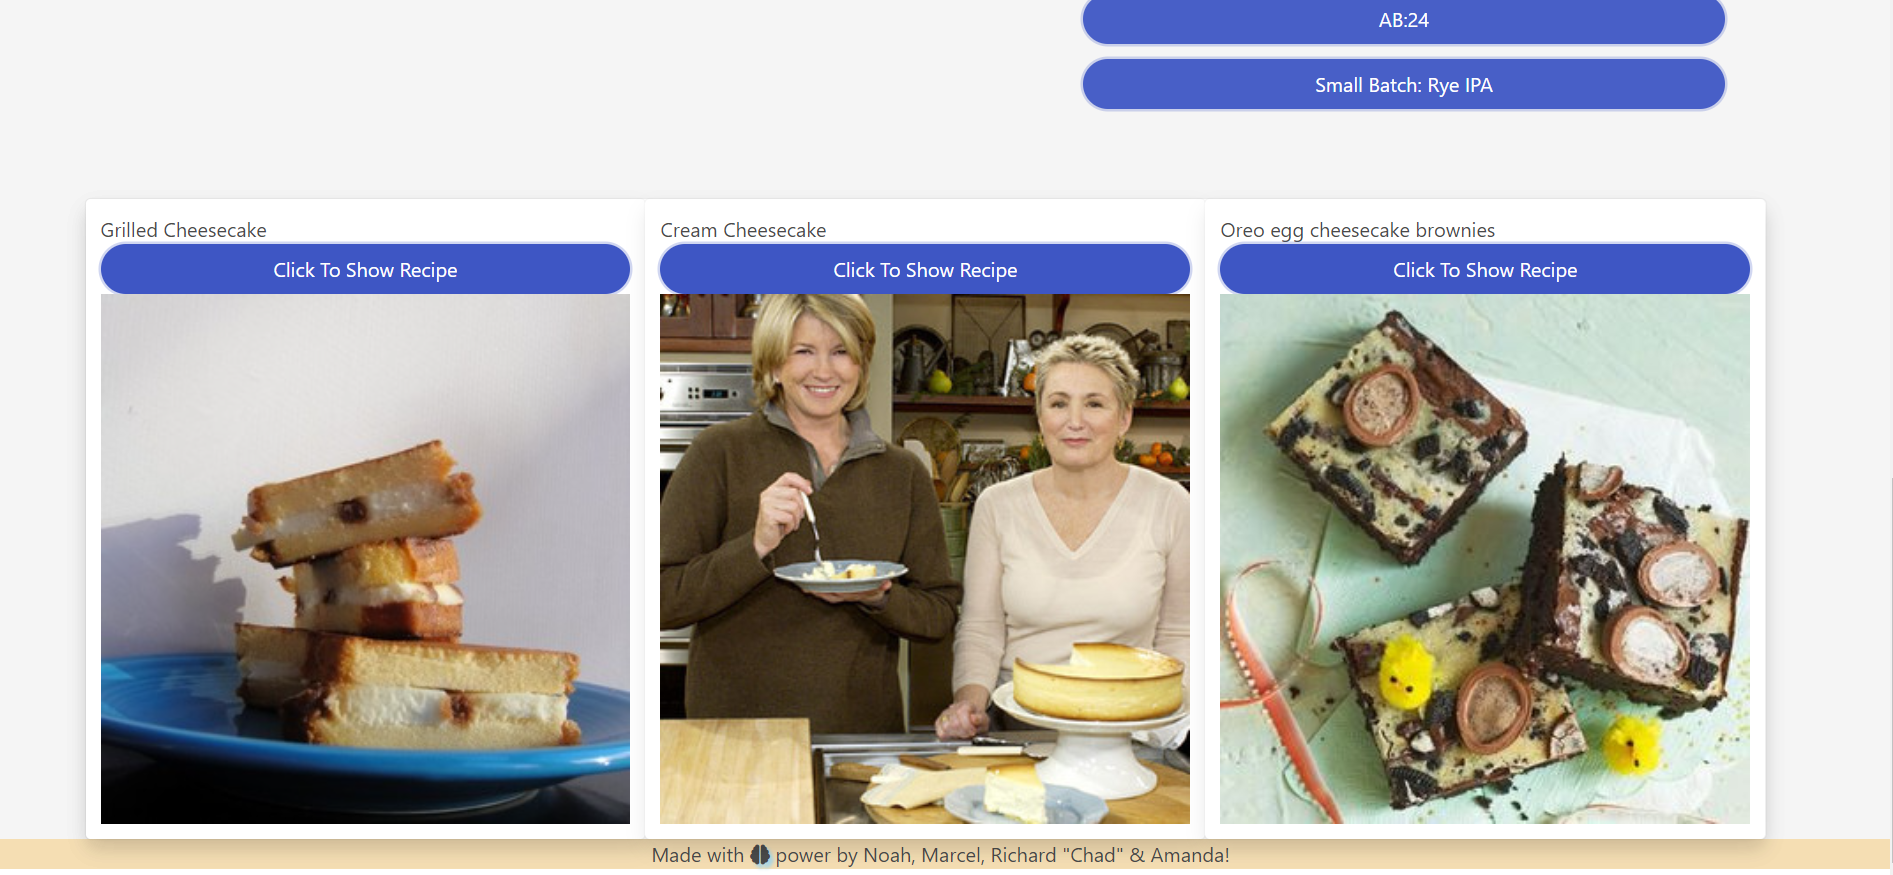 AB:24
Small Batch: Rye IPA
Grilled Cheesecake
Click To Show Recipe
Cream Cheesecake
Click To Show Recipe
Oreo egg cheesecake brownies
Click To Show Recipe
Made with power by Noah, Marcel, Richard "Chad" & Amanda!